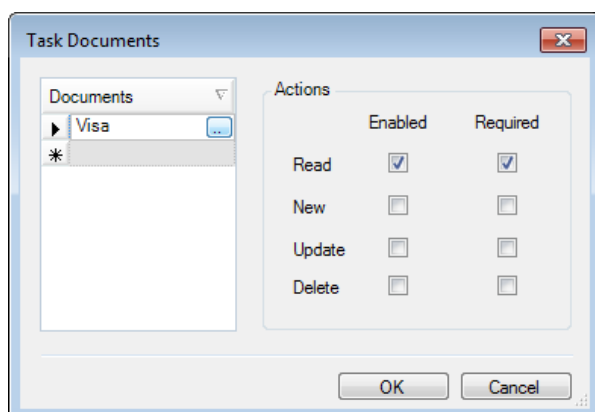 Task Documents
Documents
Visa
..
Actions
Enabled Required
Read
New
Update
Delete
OK Cancel